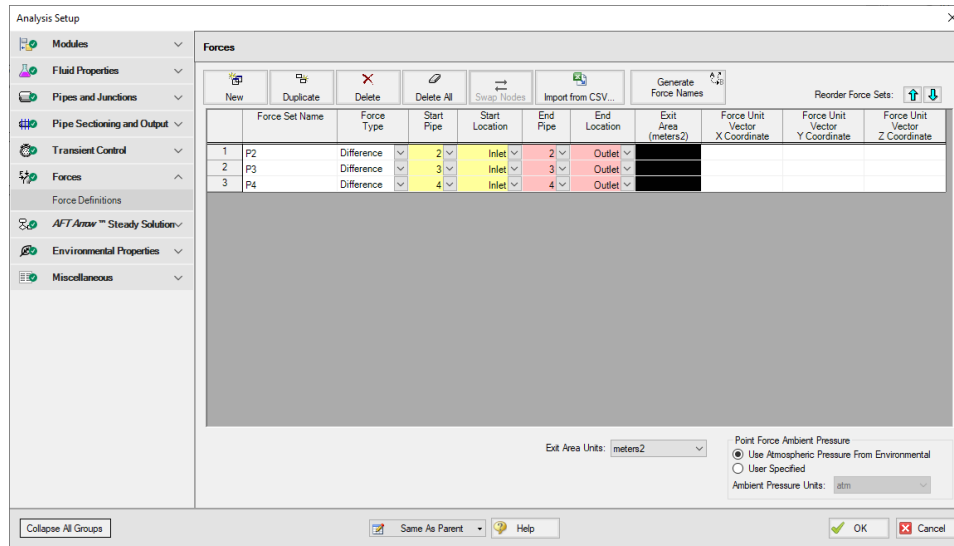 Analysis Setup
Modules
Fluid Properties
Pipes and Junctions
Pipe Sectioning and Output
Transient Control
Forces
Force Definitions
AFT Arrow ™ Steady Solution
Environmental Properties
Miscellaneous
Forces
New Duplicate Delete Delete All Swap Nodes Import from CSV... Generate Force Names Reorder Force Sets:
Force Set Name Force Type Start Pipe Start Location End Pipe End Location Exit Area (meters2) Force Unit Vector X Coordinate Force Unit Vector Y Coordinate Force Unit Vector Z Coordinate
1 P2 Difference 2 Inlet 2 Outlet
2 P3 Difference 3 Inlet 3 Outlet
3 P4 Difference 4 Inlet 4 Outlet
Exit Area Units: meters2
Point Force Ambient Pressure
Use Atmospheric Pressure From Environmental
User Specified
Ambient Pressure Units: atm
Collapse All Groups Same As Parent Help OK Cancel